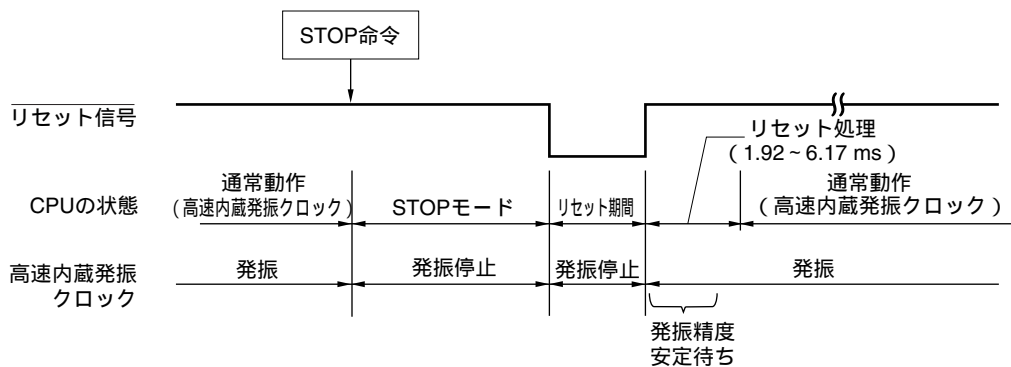 STOP命令
リセット信号
リセット処理
（1.92～6.17 ms）
CPUの状態
通常動作
（高速内蔵発振クロック）
STOPモード
リセット期間
通常動作
（高速内蔵発振クロック）
高速内蔵発振
クロック
発振
発振停止
発振停止
発振
発振精度
安定待ち